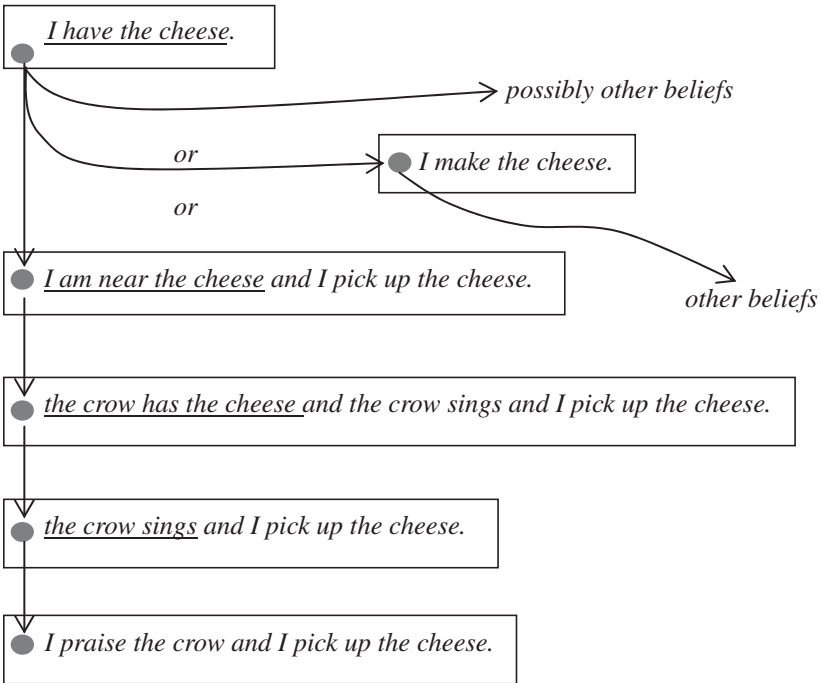 I have the cheese.
possibly other beliefs
or
I make the cheese.
or
I am near the cheese and I pick up the cheese.
other beliefs
the crow has the cheese and the crow sings and I pick up the cheese.
the crow sings and I pick up the cheese.
I praise the crow and I pick up the cheese.